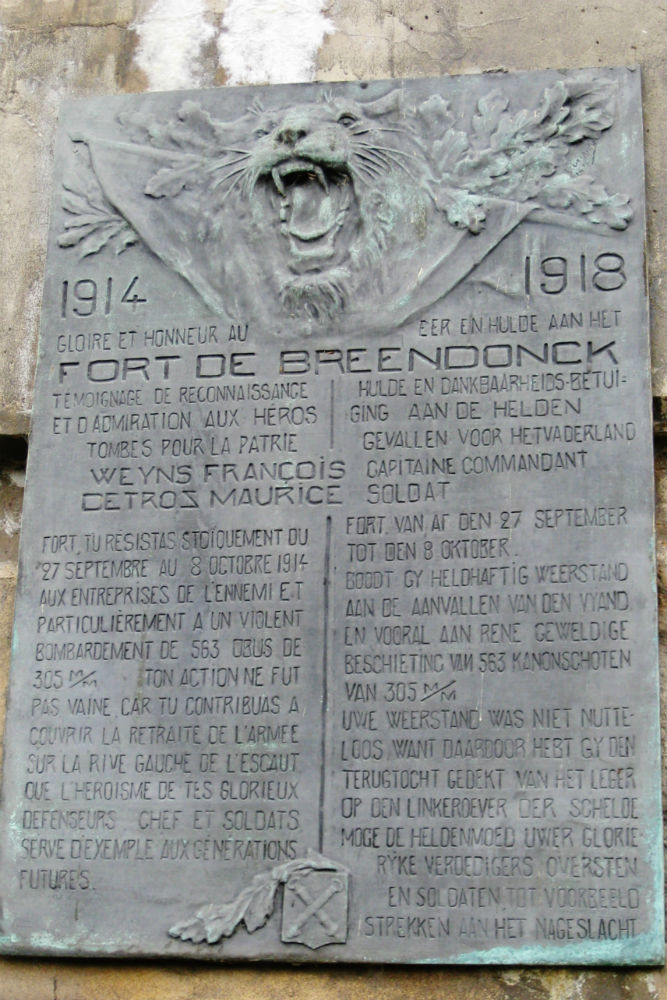 1914
1918
GLOIRE ET HONNEUR AU
EER EN HULDE AAN HET
FORT DE BREENDONCK
TÉMOIGNAGE DE RECONNAISSANCE
ET D'ADMIRATION AUX HÉROS
TOMBÉS POUR LA PATRIE
HULDE EN DANKBAARHEIDS-BETUI-
GING AAN DE HELDEN
GEVALLEN VOOR HET VADERLAND
WEYNS FRANÇOIS
CAPITAINE COMMANDANT
DETROZ MAURICE
SOLDAT
FORT, TU RÉSISTAS STOÏQUEMENT DU
27 SEPTEMBRE AU 8 OCTOBRE 1914
AUX ENTREPRISES DE L'ENNEMI ET
PARTICULIÈREMENT A UN VIOLENT
BOMBARDEMENT DE 563 OBUS DE
305 M/M TON ACTION NE FUT
PAS VAINE, CAR TU CONTRIBUAS A
COUVRIR LA RETRAITE DE L'ARMÉE
SUR LA RIVE GAUCHE DE L'ESCAUT
QUE L'HÉROÏSME DE TES GLORIEUX
DÉFENSEURS CHEF ET SOLDATS
SERVE D'EXEMPLE AUX GÉNÉRATIONS
FUTURES.
FORT, VAN AF DEN 27 SEPTEMBER
TOT DEN 8 OKTOBER.
BOODT GY HELDHAFTIG WEERSTAND
AAN DE AANVALLEN VAN DEN VYAND.
EN VOORAL AAN RENE GEWELDIGE
BESCHIETING VAN 563 KANONSCHOTEN
VAN 305 M/M
UWE WEERSTAND WAS NIET NUTTE-
LOOS, WANT DAARDOOR HEBT GY DEN
TERUGTOCHT GEDEKT VAN HET LEGER
OP DEN LINKEROEVER DER SCHELDE
MOGE DE HELDENMOED UWER GLORIE-
RYKE VERDEDIGERS OVERSTEN
EN SOLDATEN TOT VOORBEELD
STREKKEN AAN HET NAGESLACHT